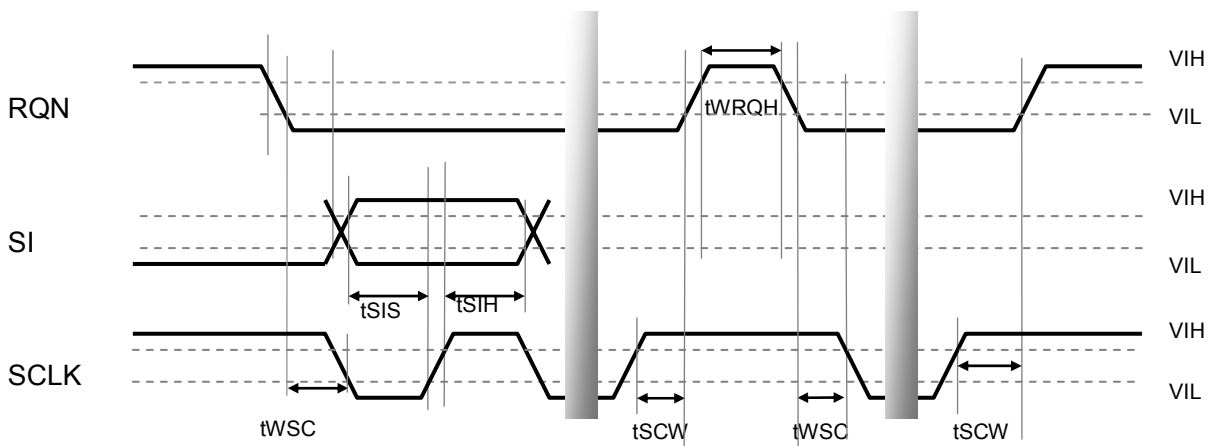 VIH
RQN
tWRQH
VIL
VIH
SI
VIL
tSIS
tSIH
VIH
SCLK
VIL
tWSC
tSCW
tWSC
tSCW